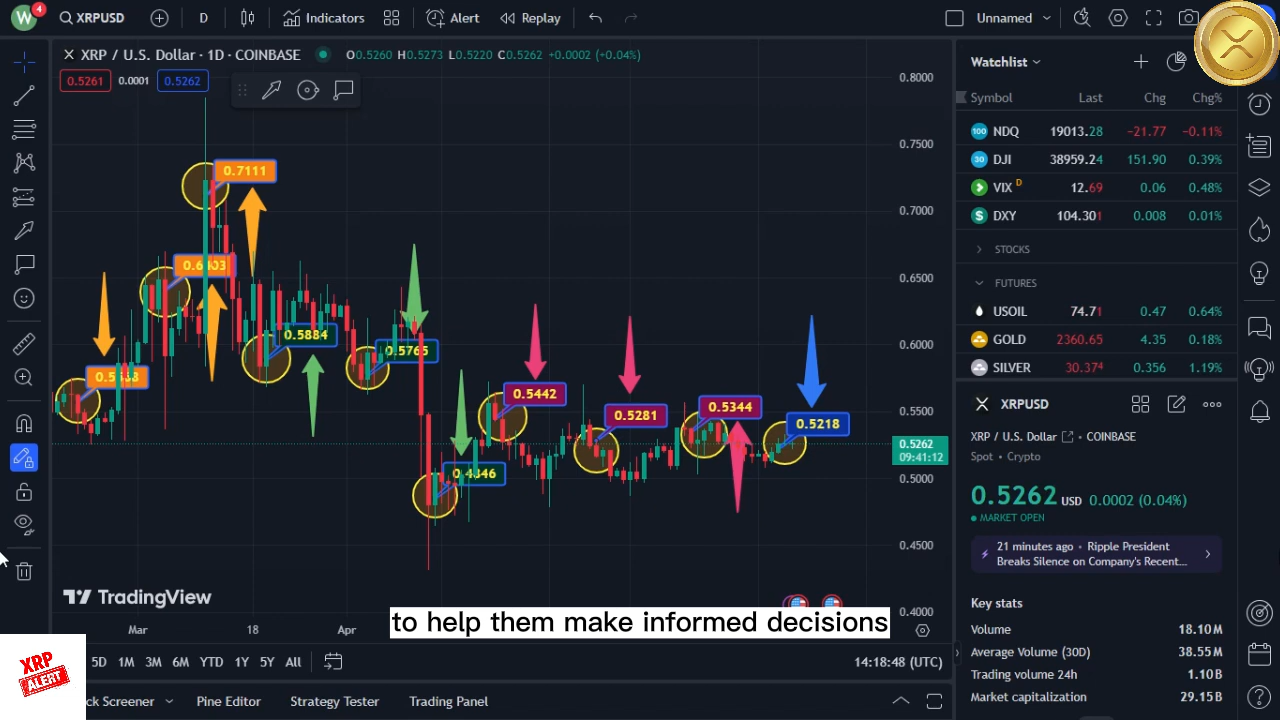 W 4 XRPUSD D Indicators Alert Replay Unnamed
XRP / U.S. Dollar · 1D · COINBASE O0.5260 H0.5273 L0.5220 C0.5262 +0.0002 (+0.04%)
0.5261 0.0001 0.5262
0.8000
0.7500
0.7000
0.6500
0.6000
0.5500
0.5262
09:41:12
0.5000
0.4500
0.4000
0.7111
0.5884
0.5765
0.5442
0.5281
0.5344
0.5218
TradingView
Mar 18 Apr
to help them make informed decisions
XRP
ALERT
5D 1M 3M 6M YTD 1Y 5Y All 14:18:48 (UTC)
ck Screener Pine Editor Strategy Tester Trading Panel
Watchlist
Symbol Last Chg Chg%
100 NDQ 19013.28 −21.77 −0.11%
30 DJI 38959.24 151.90 0.39%
VIX D 12.69 0.06 0.48%
$ DXY 104.301 0.008 0.01%
STOCKS
FUTURES
USOIL 74.71 0.47 0.64%
GOLD 2360.65 4.35 0.18%
SILVER 30.374 0.356 1.19%
XRPUSD
XRP / U.S. Dollar COINBASE
Spot • Crypto
0.5262 USD 0.0002 (0.04%)
MARKET OPEN
21 minutes ago • Ripple President
Breaks Silence on Company's Recent...
Key stats
Volume 18.10M
Average Volume (30D) 38.55M
Trading volume 24h 1.10B
Market capitalization 29.15B